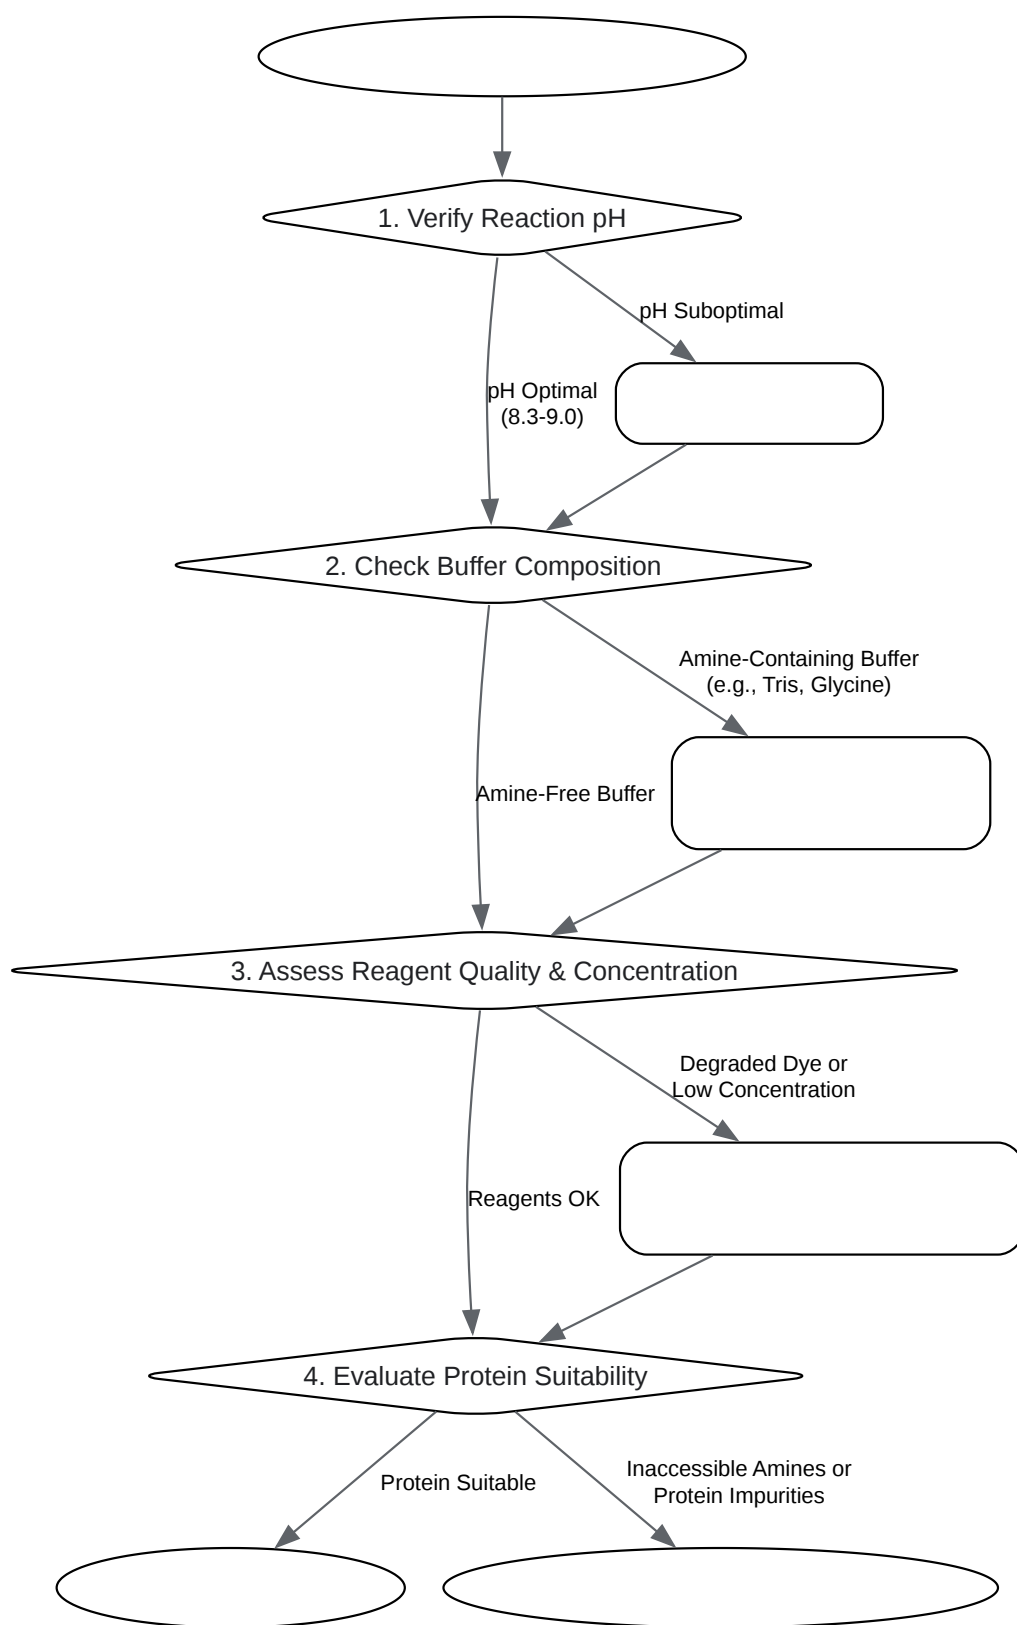 1. Verify Reaction pH
pH Suboptimal
pH Optimal
(8.3-9.0)
2. Check Buffer Composition
Amine-Containing Buffer
(e.g., Tris, Glycine)
Amine-Free Buffer
3. Assess Reagent Quality & Concentration
Degraded Dye or
Low Concentration
Reagents OK
4. Evaluate Protein Suitability
Protein Suitable
Inaccessible Amines or
Protein Impurities